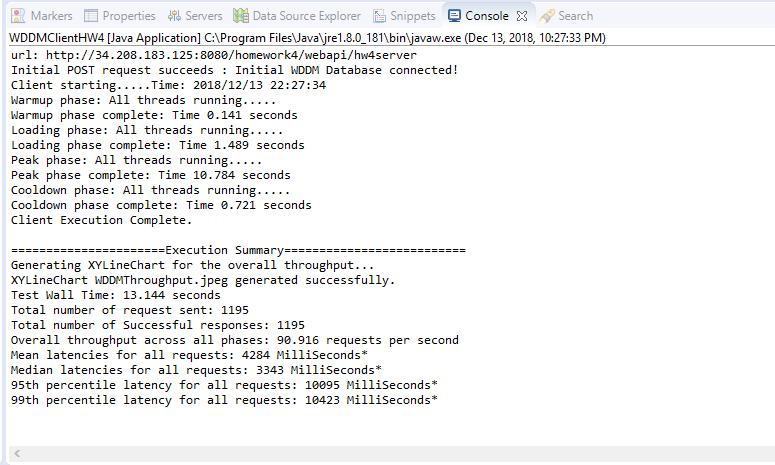 Markers Properties Servers Data Source Explorer Snippets Console Search
WDDMClientHW4 [Java Application] C:\Program Files\Java\jre1.8.0_181\bin\javaw.exe (Dec 13, 2018, 10:27:33 PM)
url: http://34.208.183.125:8080/homework4/webapi/hw4server
Initial POST request succeeds : Initial WDDM Database connected!
Client starting.....Time: 2018/12/13 22:27:34
Warmup phase: All threads running.....
Warmup phase complete: Time 0.141 seconds
Loading phase: All threads running.....
Loading phase complete: Time 1.489 seconds
Peak phase: All threads running.....
Peak phase complete: Time 10.784 seconds
Cooldown phase: All threads running.....
Cooldown phase complete: Time 0.721 seconds
Client Execution Complete.
======================Execution Summary==========================
Generating XYLineChart for the overall throughput...
XYLineChart WDDMThroughput.jpeg generated successfully.
Test Wall Time: 13.144 seconds
Total number of request sent: 1195
Total number of Successful responses: 1195
Overall throughput across all phases: 90.916 requests per second
Mean latencies for all requests: 4284 MilliSeconds*
Median latencies for all requests: 3343 MilliSeconds*
95th percentile latency for all requests: 10095 MilliSeconds*
99th percentile latency for all requests: 10423 MilliSeconds*